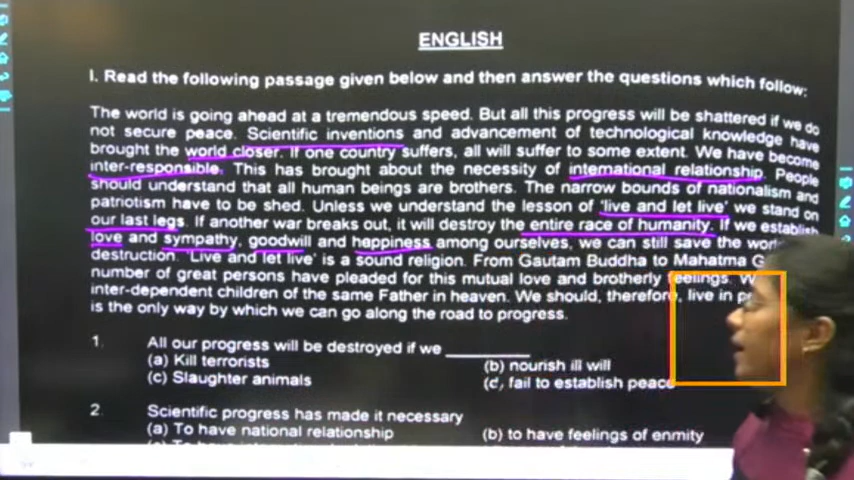 ENGLISH
I. Read the following passage given below and then answer the questions which follow:
The world is going ahead at a tremendous speed. But all this progress will be shattered if we do
not secure peace. Scientific inventions and advancement of technological knowledge have
brought the world closer. If one country suffers, all will suffer to some extent. We have become
inter-responsible. This has brought about the necessity of international relationship. People
should understand that all human beings are brothers. The narrow bounds of nationalism and
patriotism have to be shed. Unless we understand the lesson of 'live and let live' we stand on
our last legs. If another war breaks out, it will destroy the entire race of humanity. If we establish
love and sympathy, goodwill and happiness among ourselves, we can still save the
destruction. 'Live and let live' is a sound religion. From Gautam Buddha to Mahatma
number of great persons have pleaded for this mutual love and brotherly feelings.
inter-dependent children of the same Father in heaven. We should, therefore, live in
is the only way by which we can go along the road to progress.
1. All our progress will be destroyed if we __________
(a) Kill terrorists (b) nourish ill will
(c) Slaughter animals (d) fail to establish peace
2. Scientific progress has made it necessary
(a) To have national relationship (b) to have feelings of enmity